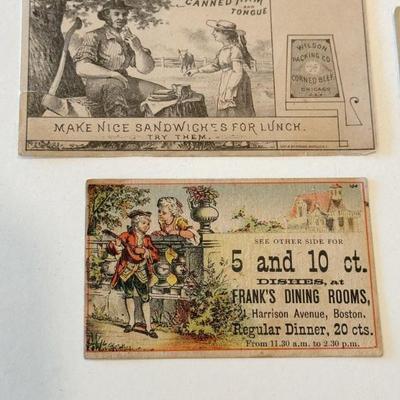 CANNED HAM
AND
TONGUE
WILSON
PACKING CO
CORNED BEEF
CHICAGO
MAKE NICE SANDWICHES FOR LUNCH.
TRY THEM.
SEE OTHER SIDE FOR
5 and 10 ct.
DISHES, at
FRANK'S DINING ROOMS,
21 Harrison Avenue, Boston.
Regular Dinner, 20 cts.
From 11.30 a.m. to 2.30 p.m.